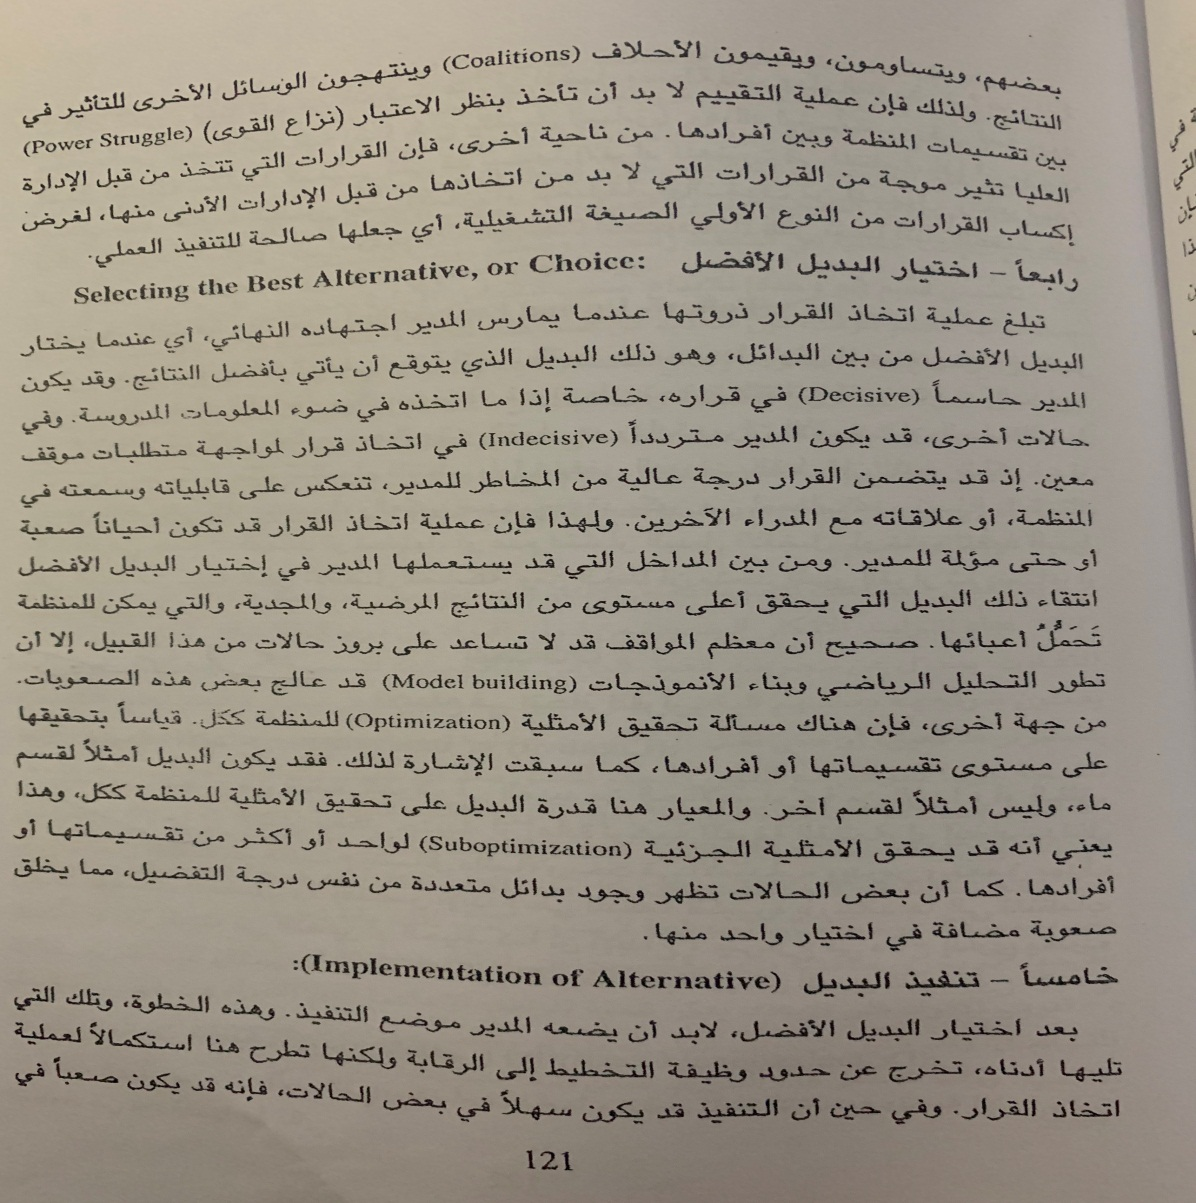 بعضهم، ويتساومون، ويقيمون الأحلاف (Coalitions) وينتهجون الوسائل الأخرى للتأثير في
النتائج. ولذلك فإن عملية التقييم لا بد أن تأخذ بنظر الاعتبار (نزاع القوى) (Power Struggle)
بين تقسيمات المنظمة وبين أفرادها. من ناحية أخرى، فإن القرارات التي تتخذ من قبل الإدارة
العليا تثير موجة من القرارات التي لا بد من اتخاذها من قبل الإدارات الأدنى منها، لغرض
إكساب القرارات من النوع الأولي الصيغة التشغيلية، أي جعلها صالحة للتنفيذ العملي.
رابعاً – اختيار البديل الأفضل Selecting the Best Alternative, or Choice:
تبلغ عملية اتخاذ القرار ذروتها عندما يمارس المدير اجتهاده النهائي، أي عندما يختار
البديل الأفضل من بين البدائل، وهو ذلك البديل الذي يتوقع أن يأتي بأفضل النتائج. وقد يكون
المدير حاسماً (Decisive) في قراره، خاصة إذا ما اتخذه في ضوء المعلومات المدروسة. وفي
حالات أخرى، قد يكون المدير متردداً (Indecisive) في اتخاذ قرار لمواجهة متطلبات موقف
معين. إذ قد يتضمن القرار درجة عالية من المخاطر للمدير، تنعكس على قابلياته وسمعته في
المنظمة، أو علاقاته مع المدراء الآخرين. ولهذا فإن عملية اتخاذ القرار قد تكون أحياناً صعبة
أو حتى مؤلمة للمدير. ومن بين المداخل التي قد يستعملها المدير في إختيار البديل الأفضل
انتقاء ذلك البديل التي يحقق أعلى مستوى من النتائج المرضية، والمجدية، والتي يمكن للمنظمة
تَحَمُّلُ أعبائها. صحيح أن معظم المواقف قد لا تساعد على بروز حالات من هذا القبيل، إلا أن
تطور التحليل الرياضي وبناء الأنموذجات (Model building) قد عالج بعض هذه الصعوبات.
من جهة أخرى، فإن هناك مسألة تحقيق الأمثلية (Optimization) للمنظمة ككل. قياساً بتحقيقها
على مستوى تقسيماتها أو أفرادها، كما سبقت الإشارة لذلك. فقد يكون البديل أمثلاً لقسم
ماء، وليس أمثلاً لقسم آخر. والمعيار هنا قدرة البديل على تحقيق الأمثلية للمنظمة ككل، وهذا
يعني أنه قد يحقق الأمثلية الجزئية (Suboptimization) لواحد أو أكثر من تقسيماتها أو
أفرادها. كما أن بعض الحالات تظهر وجود بدائل متعددة من نفس درجة التفضيل، مما يخلق
صعوبة مضافة في اختيار واحد منها.
خامساً – تنفيذ البديل (Implementation of Alternative):
بعد اختيار البديل الأفضل، لابد أن يضعه المدير موضع التنفيذ. وهذه الخطوة، وتلك التي
تليها أدناه، تخرج عن حدود وظيفة التخطيط إلى الرقابة ولكنها تطرح هنا استكمالاً لعملية
اتخاذ القرار. وفي حين أن التنفيذ قد يكون سهلاً في بعض الحالات، فإنه قد يكون صعباً في
121